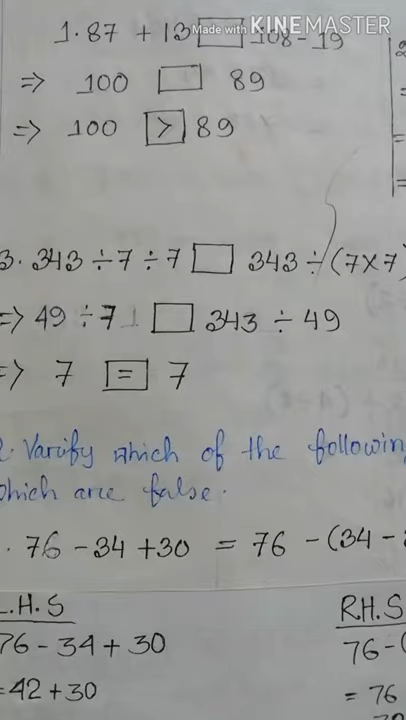 Made with KINEMASTER
1. 87 + 13 □ 108 - 19
=> 100 □ 89
=> 100 > 89
3. 343 ÷ 7 ÷ 7 □ 343 ÷ (7 × 7)
=> 49 ÷ 7 □ 343 ÷ 49
=> 7 = 7
2. Varify which of the following
which are false.
. 76 - 34 + 30 = 76 - (34 -
L.H.S R.H.S
76 - 34 + 30 76 - (
= 42 + 30 = 76